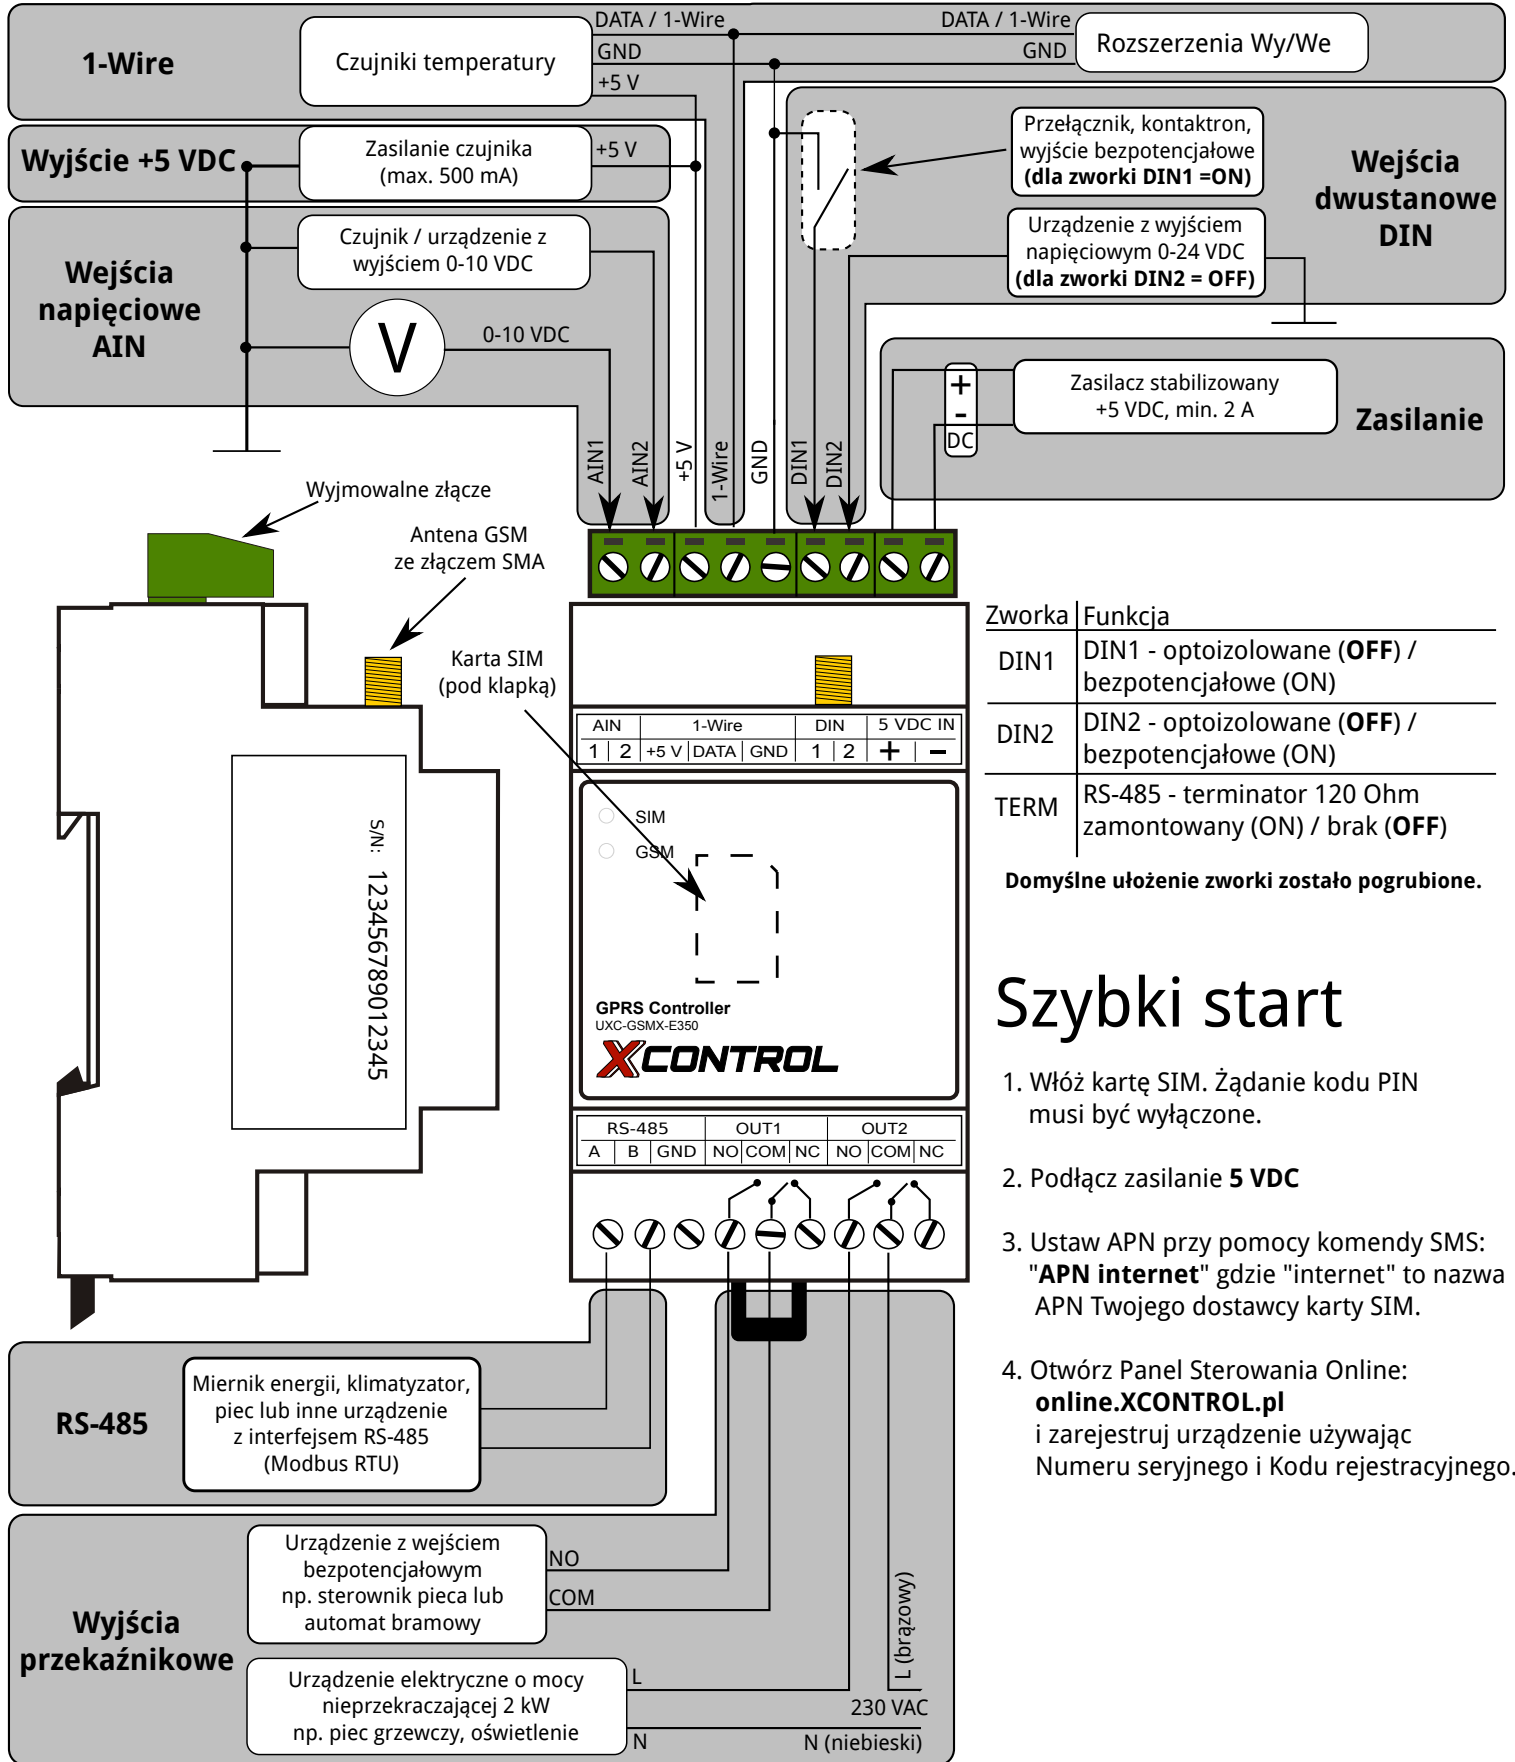 1-Wire
Czujniki temperatury
DATA / 1-Wire
GND
+5 V
DATA / 1-Wire
GND
Rozszerzenia Wy/We
Wyjście +5 VDC
Zasilanie czujnika
(max. 500 mA)
+5 V
Przełącznik, kontaktron,
wyjście bezpotencjałowe
(dla zworki DIN1 =ON)
Wejścia
dwustanowe
DIN
Urządzenie z wyjściem
napięciowym 0-24 VDC
(dla zworki DIN2 = OFF)
Wejścia
napięciowe
AIN
Czujnik / urządzenie z
wyjściem 0-10 VDC
V
0-10 VDC
+
-
DC
Zasilacz stabilizowany
+5 VDC, min. 2 A
Zasilanie
AIN1
AIN2
+5 V
1-Wire
GND
DIN1
DIN2
Wyjmowalne złącze
Antena GSM
ze złączem SMA
Karta SIM
(pod klapką)
S/N: 123456789012345
AIN 1-Wire DIN 5 VDC IN
1 2 +5 V DATA GND 1 2 + −
SIM
GSM
GPRS Controller
UXC-GSMX-E350
XCONTROL
RS-485 OUT1 OUT2
A B GND NO COM NC NO COM NC
Zworka Funkcja
DIN1 DIN1 - optoizolowane (OFF) /
bezpotencjałowe (ON)
DIN2 DIN2 - optoizolowane (OFF) /
bezpotencjałowe (ON)
TERM RS-485 - terminator 120 Ohm
zamontowany (ON) / brak (OFF)
Domyślne ułożenie zworki zostało pogrubione.
Szybki start
1. Włóż kartę SIM. Żądanie kodu PIN
musi być wyłączone.
2. Podłącz zasilanie 5 VDC
3. Ustaw APN przy pomocy komendy SMS:
"APN internet" gdzie "internet" to nazwa
APN Twojego dostawcy karty SIM.
4. Otwórz Panel Sterowania Online:
online.XCONTROL.pl
i zarejestruj urządzenie używając
Numeru seryjnego i Kodu rejestracyjnego.
RS-485
Miernik energii, klimatyzator,
piec lub inne urządzenie
z interfejsem RS-485
(Modbus RTU)
Wyjścia
przekaźnikowe
Urządzenie z wejściem
bezpotencjałowym
np. sterownik pieca lub
automat bramowy
NO
COM
Urządzenie elektryczne o mocy
nieprzekraczającej 2 kW
np. piec grzewczy, oświetlenie
L
N
L (brązowy)
230 VAC
N (niebieski)